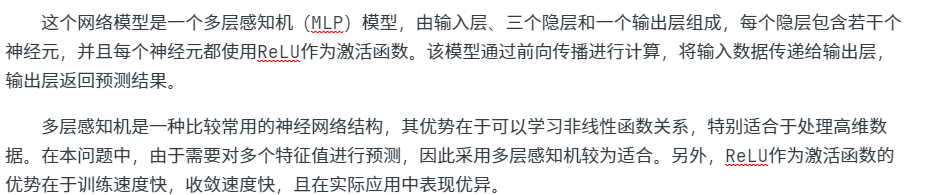 这个网络模型是一个多层感知机（MLP）模型，由输入层、三个隐层和一个输出层组成，每个隐层包含若干个
神经元，并且每个神经元都使用ReLU作为激活函数。该模型通过前向传播进行计算，将输入数据传递给输出层，
输出层返回预测结果。
多层感知机是一种比较常用的神经网络结构，其优势在于可以学习非线性函数关系，特别适合于处理高维数
据。在本问题中，由于需要对多个特征值进行预测，因此采用多层感知机较为适合。另外，ReLU作为激活函数的
优势在于训练速度快，收敛速度快，且在实际应用中表现优异。